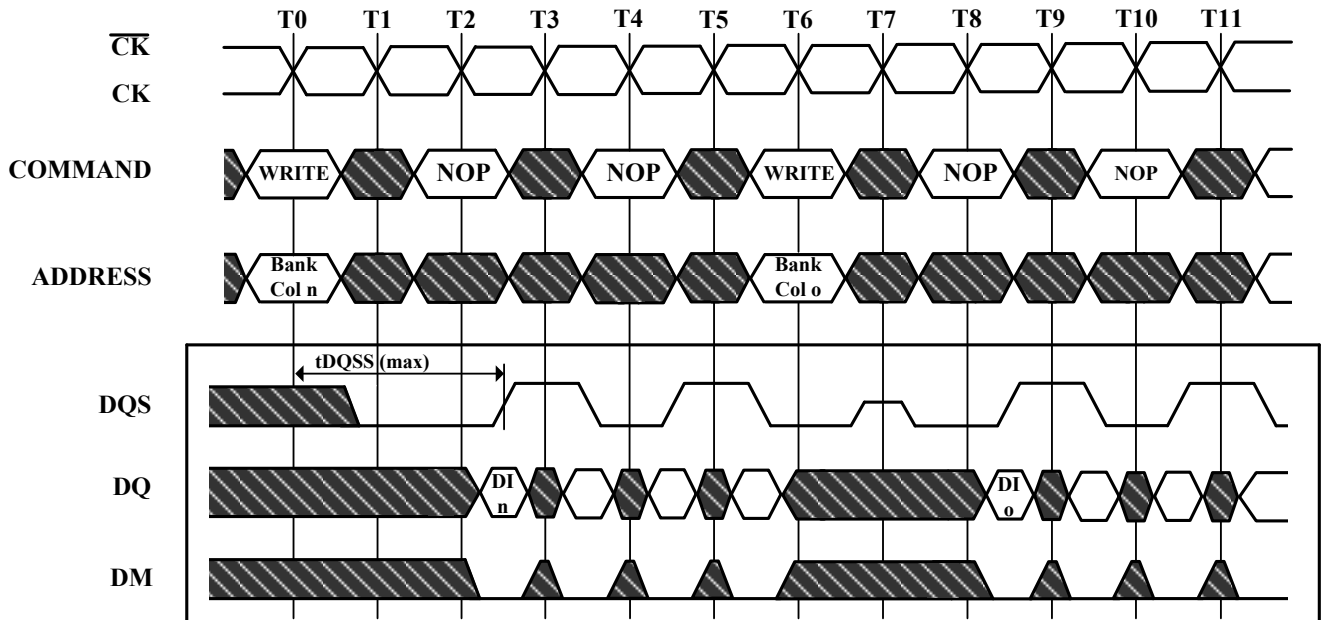 T0 T1 T2 T3 T4 T5 T6 T7 T8 T9 T10 T11
CK
CK
COMMAND
WRITE NOP NOP WRITE NOP NOP
ADDRESS
Bank Bank
Col n Col o
tDQSS (max)
DQS
DQ
DI DI
n o
DM